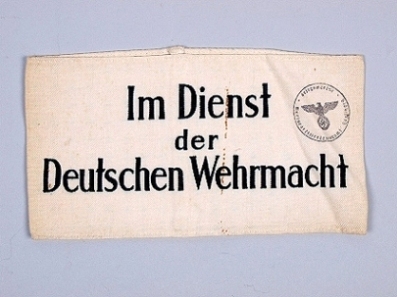 Im Dienst
der
Deutschen Wehrmacht